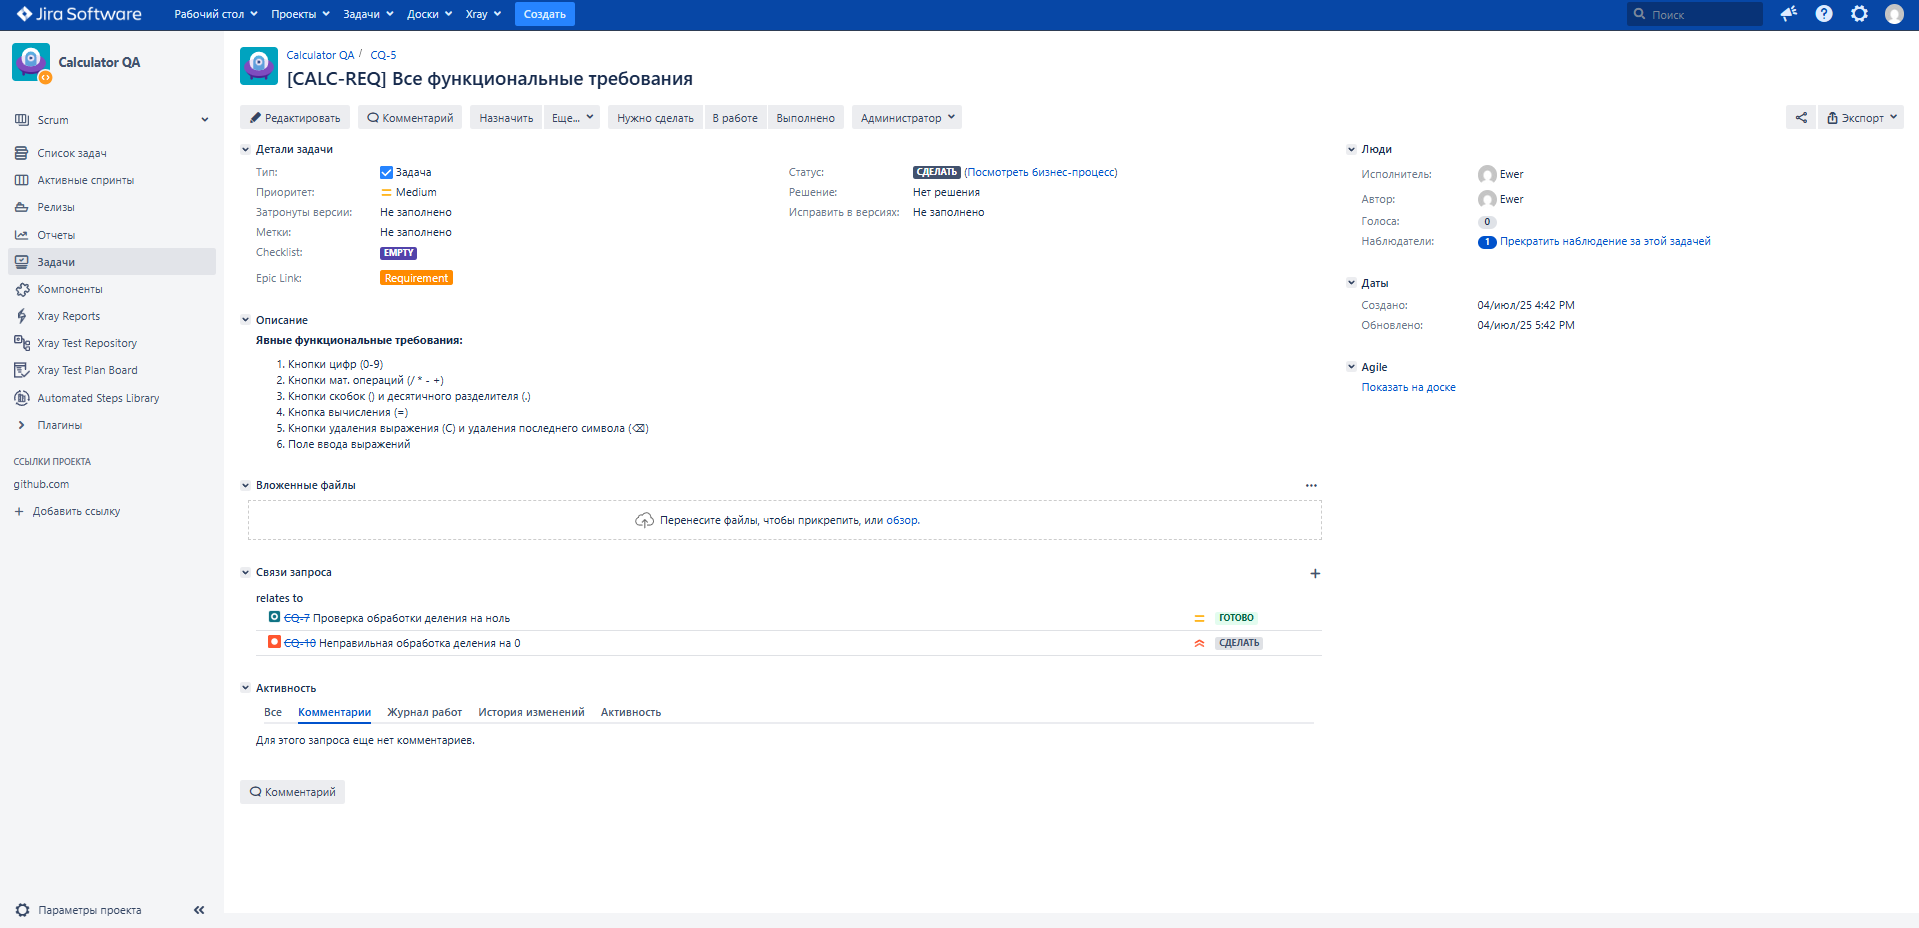 Jira Software Рабочий стол Проекты Задачи Доски Xray Создать Поиск
Calculator QA
Scrum
Список задач
Активные спринты
Релизы
Отчеты
Задачи
Компоненты
Xray Reports
Xray Test Repository
Xray Test Plan Board
Automated Steps Library
Плагины
ССЫЛКИ ПРОЕКТА
github.com
+ Добавить ссылку
Параметры проекта
Calculator QA / CQ-5
[CALC-REQ] Все функциональные требования
Редактировать Комментарий Назначить Еще... Нужно сделать В работе Выполнено Администратор Экспорт
Детали задачи
Тип: Задача
Приоритет: Medium
Затронуты версии: Не заполнено
Метки: Не заполнено
Checklist: EMPTY
Epic Link: Requirement
Статус: СДЕЛАТЬ (Посмотреть бизнес-процесс)
Решение: Нет решения
Исправить в версиях: Не заполнено
Описание
Явные функциональные требования:
1. Кнопки цифр (0-9)
2. Кнопки мат. операций (/ * - +)
3. Кнопки скобок () и десятичного разделителя (.)
4. Кнопка вычисления (=)
5. Кнопки удаления выражения (C) и удаления последнего символа (⌫)
6. Поле ввода выражений
Вложенные файлы
Перенесите файлы, чтобы прикрепить, или обзор.
Связи запроса
relates to
CQ-7 Проверка обработки деления на ноль ГОТОВО
CQ-10 Неправильная обработка деления на 0 СДЕЛАТЬ
Активность
Все Комментарии Журнал работ История изменений Активность
Для этого запроса еще нет комментариев.
Комментарий
Люди
Исполнитель: Ewer
Автор: Ewer
Голоса: 0
Наблюдатели: 1 Прекратить наблюдение за этой задачей
Даты
Создано: 04/июл/25 4:42 PM
Обновлено: 04/июл/25 5:42 PM
Agile
Показать на доске